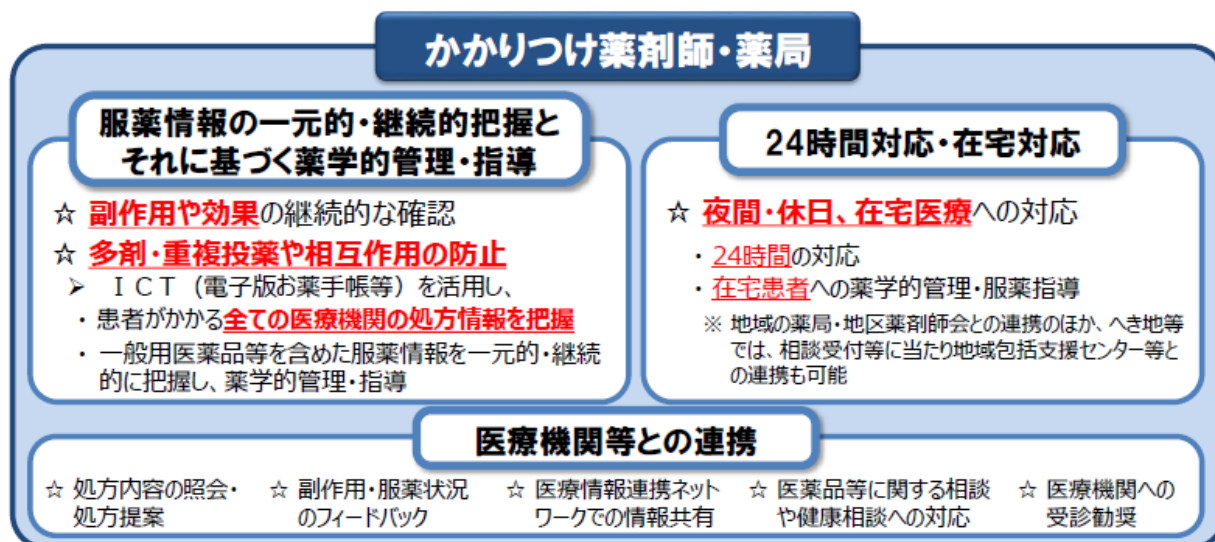 かかりつけ薬剤師・薬局
服薬情報の一元的・継続的把握と
それに基づく薬学的管理・指導
☆ 副作用や効果の継続的な確認
☆ 多剤・重複投薬や相互作用の防止
➢ ＩＣＴ（電子版お薬手帳等）を活用し、
・患者がかかる全ての医療機関の処方情報を把握
・一般用医薬品等を含めた服薬情報を一元的・継続
的に把握し、薬学的管理・指導
24時間対応・在宅対応
☆ 夜間・休日、在宅医療への対応
・24時間の対応
・在宅患者への薬学的管理・服薬指導
※ 地域の薬局・地区薬剤師会との連携のほか、へき地等
では、相談受付等に当たり地域包括支援センター等と
の連携も可能
医療機関等との連携
☆ 処方内容の照会・
処方提案
☆ 副作用・服薬状況
のフィードバック
☆ 医療情報連携ネット
ワークでの情報共有
☆ 医薬品等に関する相談
や健康相談への対応
☆ 医療機関への
受診勧奨